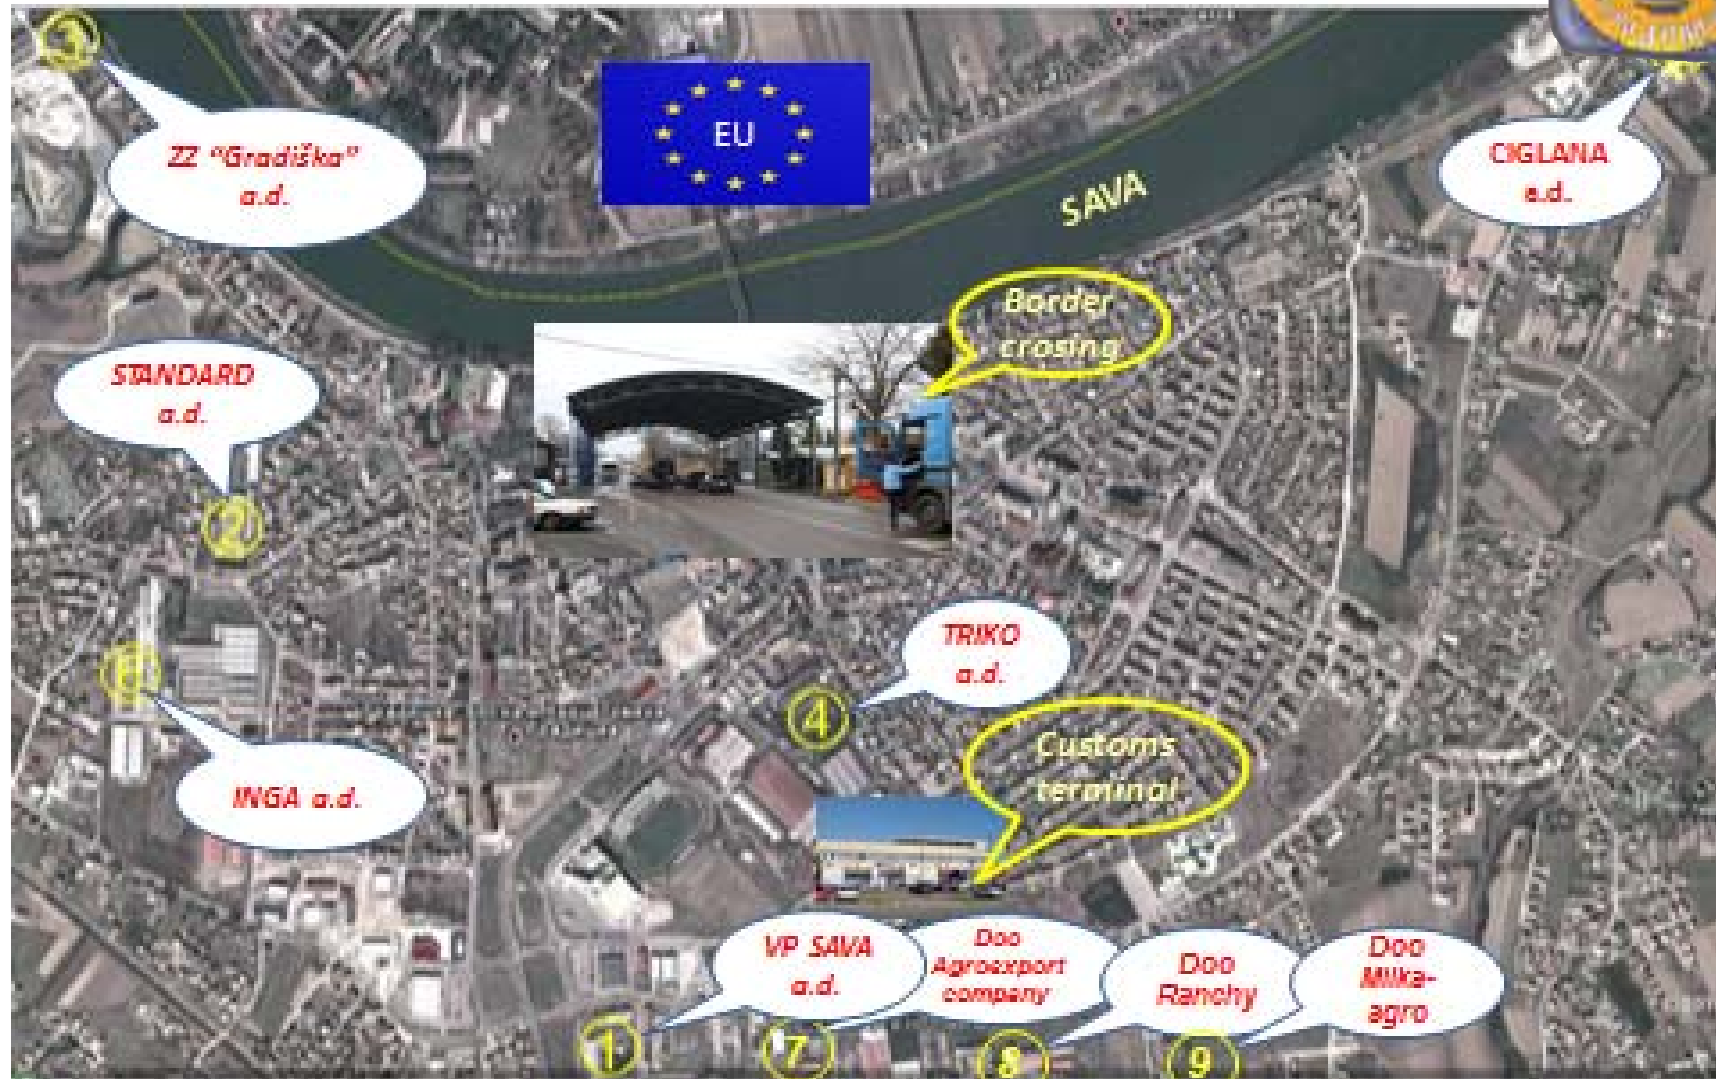 3
ZZ "Gradiška"
a.d.
EU
SAVA
CIGLANA
a.d.
Border
crosing
STANDARD
a.d.
2
TRIKO
a.d.
4
6
INGA a.d.
Customs
terminal
VP SAVA
a.d.
Doo
Agroexport
company
Doo
Ranchy
Doo
Milka-
agro
1
7
8
9